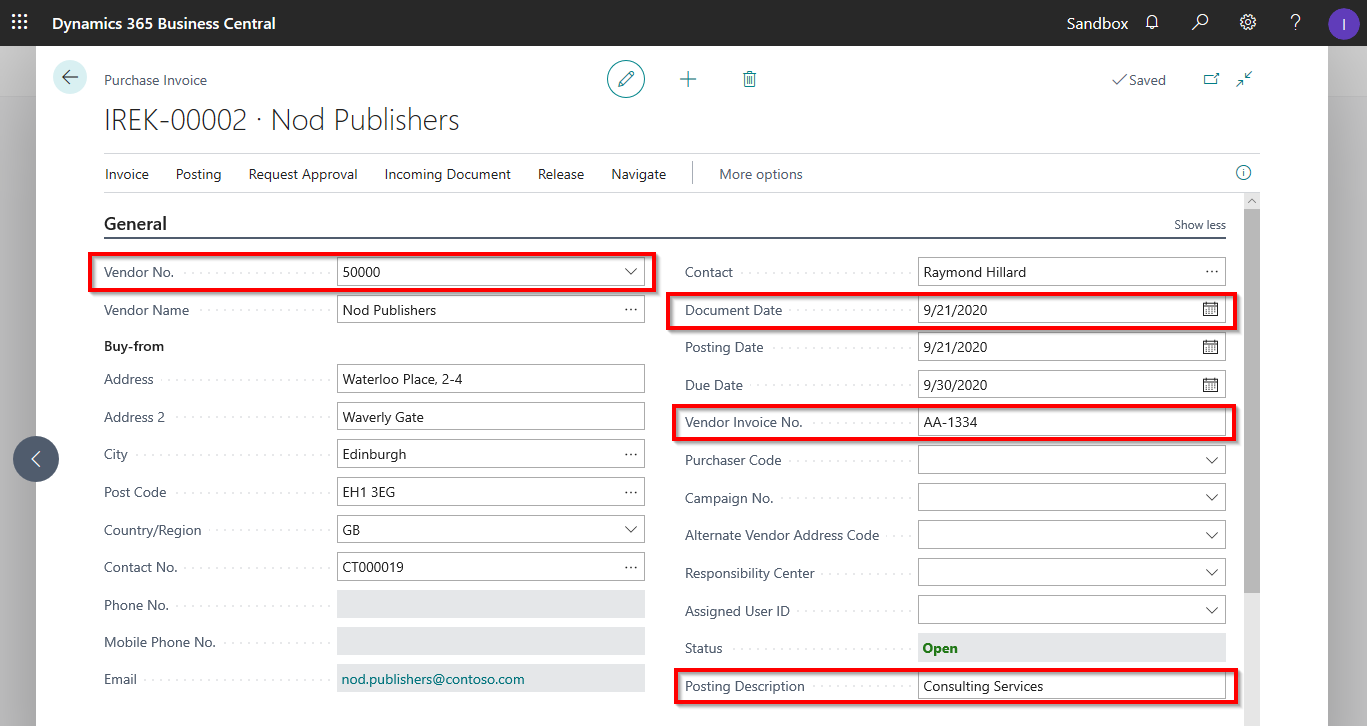 Dynamics 365 Business Central
Sandbox
?
I
Purchase Invoice
Saved
IREK-00002 · Nod Publishers
Invoice Posting Request Approval Incoming Document Release Navigate More options
General
Show less
Vendor No. 50000
Vendor Name Nod Publishers
Buy-from
Address Waterloo Place, 2-4
Address 2 Waverly Gate
City Edinburgh
Post Code EH1 3EG
Country/Region GB
Contact No. CT000019
Phone No.
Mobile Phone No.
Email nod.publishers@contoso.com
Contact Raymond Hillard
Document Date 9/21/2020
Posting Date 9/21/2020
Due Date 9/30/2020
Vendor Invoice No. AA-1334
Purchaser Code
Campaign No.
Alternate Vendor Address Code
Responsibility Center
Assigned User ID
Status Open
Posting Description Consulting Services